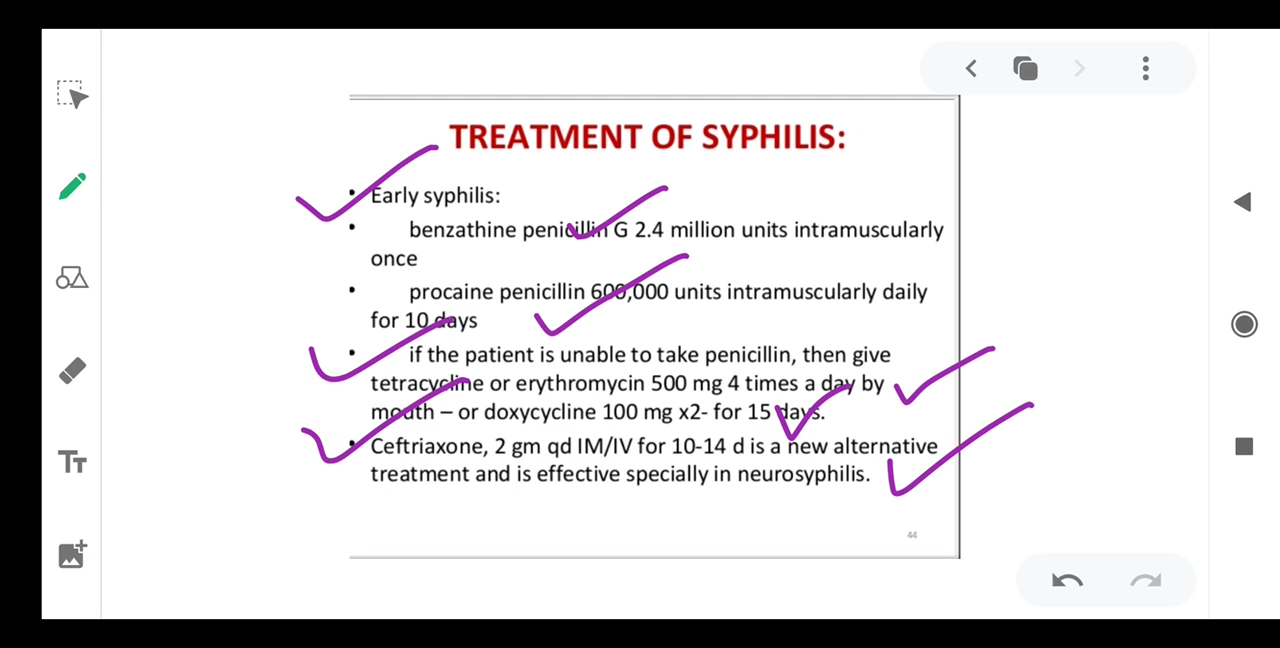 TREATMENT OF SYPHILIS:
• Early syphilis:
• benzathine penicillin G 2.4 million units intramuscularly
once
• procaine penicillin 600,000 units intramuscularly daily
for 10 days
• if the patient is unable to take penicillin, then give
tetracycline or erythromycin 500 mg 4 times a day by
mouth – or doxycycline 100 mg x2- for 15 days.
• Ceftriaxone, 2 gm qd IM/IV for 10-14 d is a new alternative
treatment and is effective specially in neurosyphilis.
44
Tт